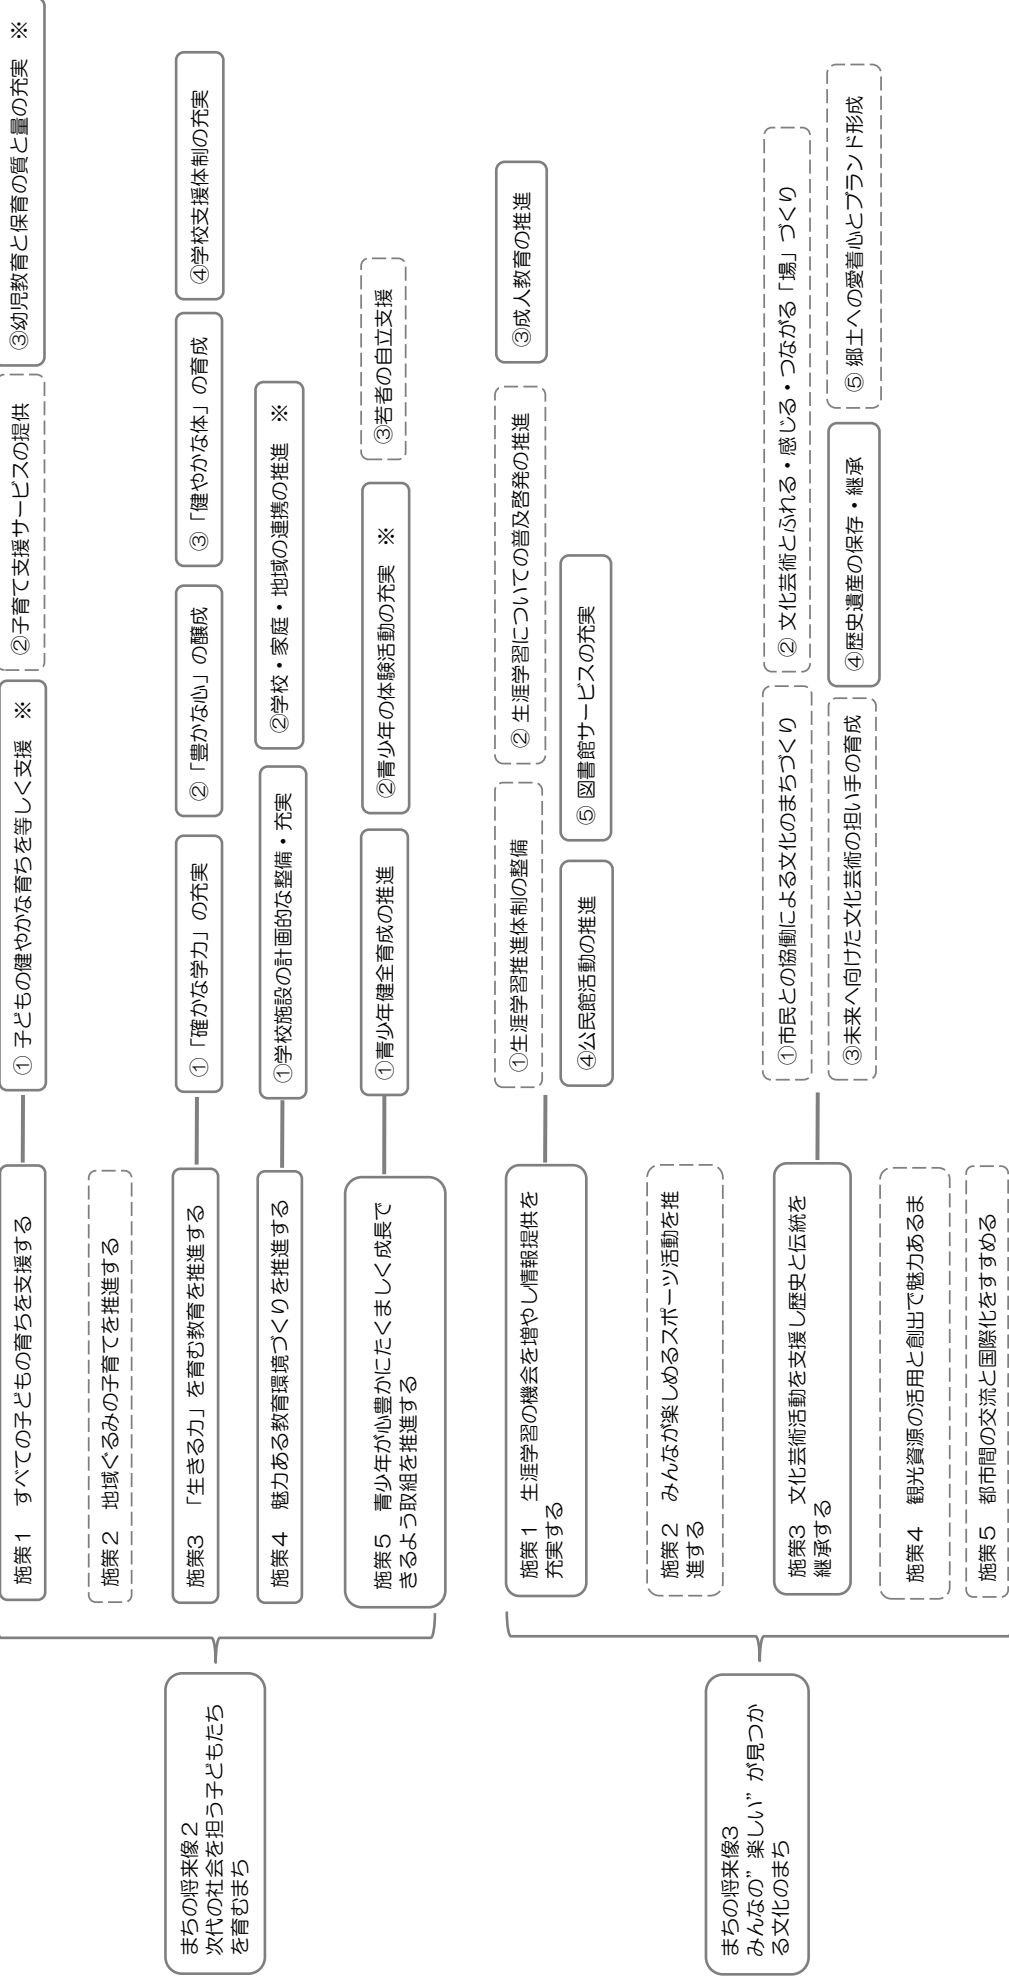 まちの将来像2
次代の社会を担う子どもたち
を育むまち
施策1　すべての子どもの育ちを支援する
① 子どもの健やかな育ちを等しく支援　※
②子育て支援サービスの提供
③幼児教育と保育の質と量の充実　※
施策2　地域ぐるみの子育てを推進する
施策3　「生きる力」を育む教育を推進する
①「確かな学力」の充実
②「豊かな心」の醸成
③「健やかな体」の育成
④学校支援体制の充実
施策4　魅力ある教育環境づくりを推進する
①学校施設の計画的な整備・充実
②学校・家庭・地域の連携の推進　※
施策5　青少年が心豊かにたくましく成長で
きるよう取組を推進する
①青少年健全育成の推進
②青少年の体験活動の充実　※
③若者の自立支援
まちの将来像3
みんなの”楽しい”が見つか
る文化のまち
施策1　生涯学習の機会を増やし情報提供を
充実する
①生涯学習推進体制の整備
② 生涯学習についての普及啓発の推進
③成人教育の推進
④公民館活動の推進
⑤ 図書館サービスの充実
施策2　みんなが楽しめるスポーツ活動を推
進する
施策3　文化芸術活動を支援し歴史と伝統を
継承する
①市民との協働による文化のまちづくり
② 文化芸術とふれる・感じる・つながる「場」づくり
③未来へ向けた文化芸術の担い手の育成
④歴史遺産の保存・継承
⑤ 郷土への愛着心とブランド形成
施策4　観光資源の活用と創出で魅力あるま
施策5　都市間の交流と国際化をすすめる